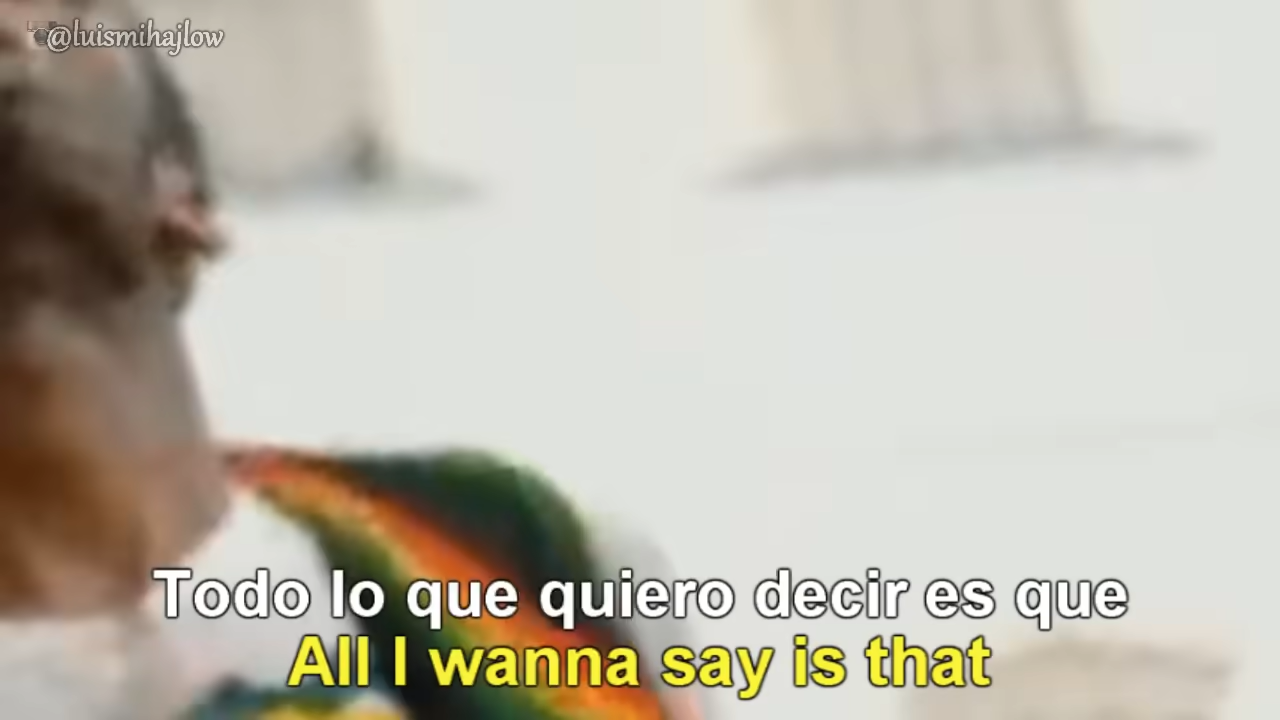 @luismihajlow
Todo lo que quiero decir es que
All I wanna say is that